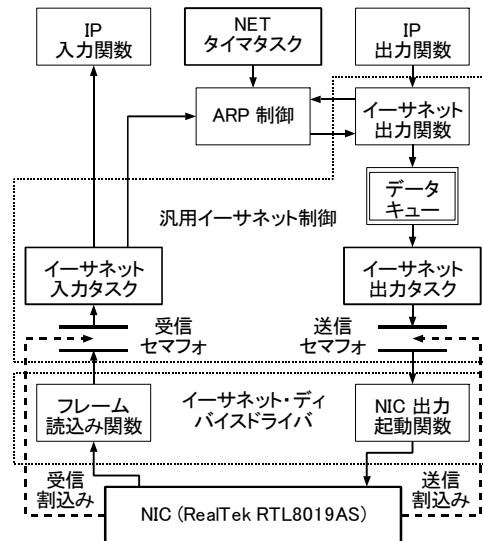 IP
入力関数
NET
タイマタスク
IP
出力関数
ARP 制御
イーサネット
出力関数
データ
キュー
汎用イーサネット制御
イーサネット
入力タスク
イーサネット
出力タスク
受信
セマフォ
送信
セマフォ
フレーム
読込み関数
イーサネット・ディ
バイスドライバ
NIC 出力
起動関数
受信
割込み
送信
割込み
NIC (RealTek RTL8019AS)